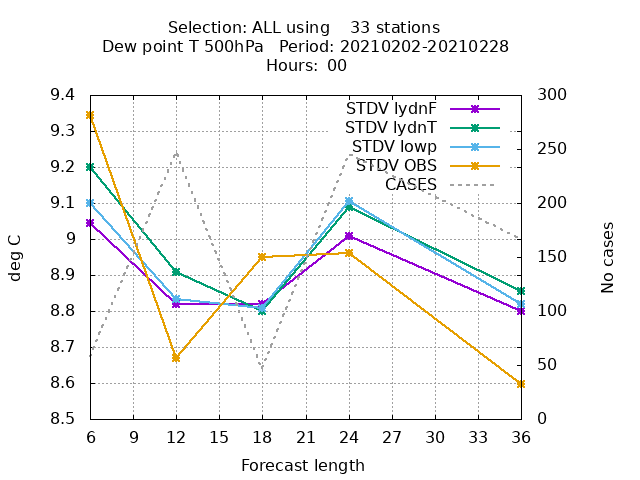 Selection: ALL using    33 stations
Dew point T 500hPa   Period: 20210202-20210228
Hours:  00
9.4
9.3
9.2
9.1
9
8.9
8.8
8.7
8.6
8.5
300
250
200
150
100
50
0
STDV IydnF
STDV IydnT
STDV Iowp
STDV OBS
CASES
deg C
No cases
6 9 12 15 18 21 24 27 30 33 36
Forecast length